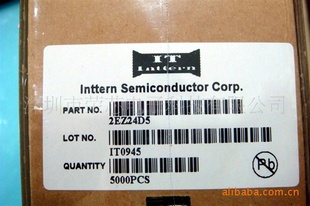 IT
Inttern
Inttern Semiconductor Corp.
PART NO.
2EZ24D5
LOT NO.
IT0945
QUANTITY
5000PCS
Pb
alibaba.com.cn